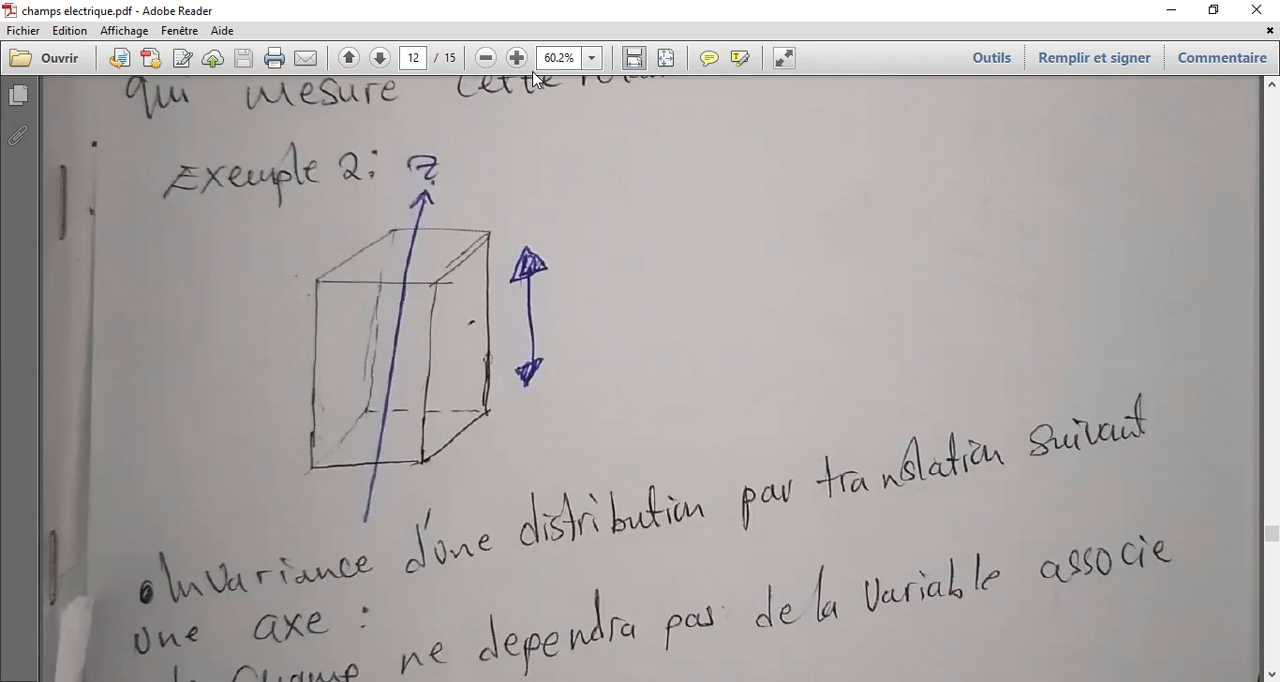 champs electrique.pdf - Adobe Reader
Fichier Edition Affichage Fenêtre Aide
Ouvrir 12 / 15 60.2% Outils Remplir et signer Commentaire
qui mesure cette
Exemple 2: z
• Invariance d'une distribution par translation suivant
une axe :
champ ne dependra pas de la variable associe